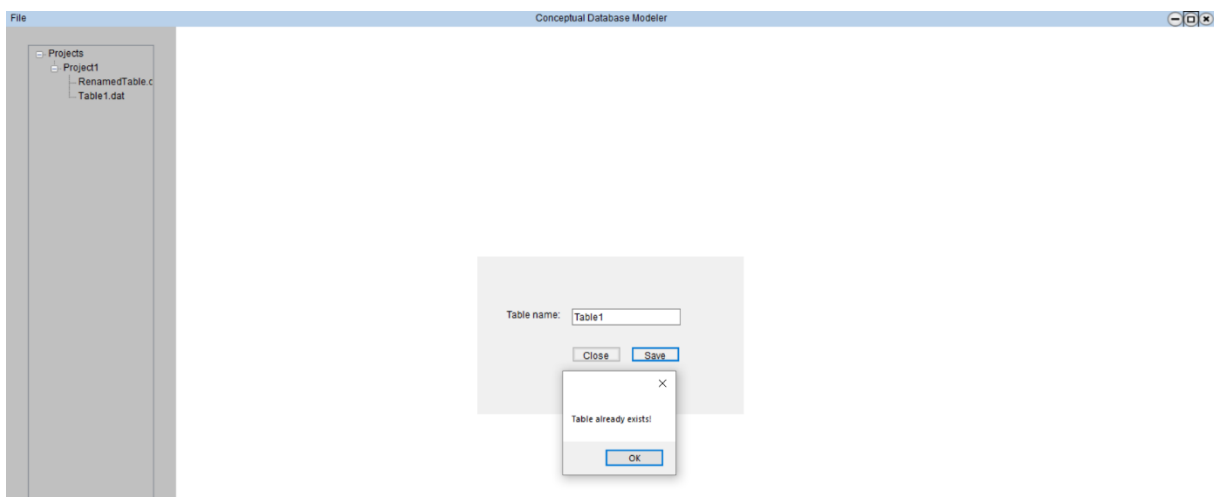 File
Conceptual Database Modeler
Projects
Project1
RenamedTable.c
Table1.dat
Table name: Table1
Close Save
Table already exists!
OK